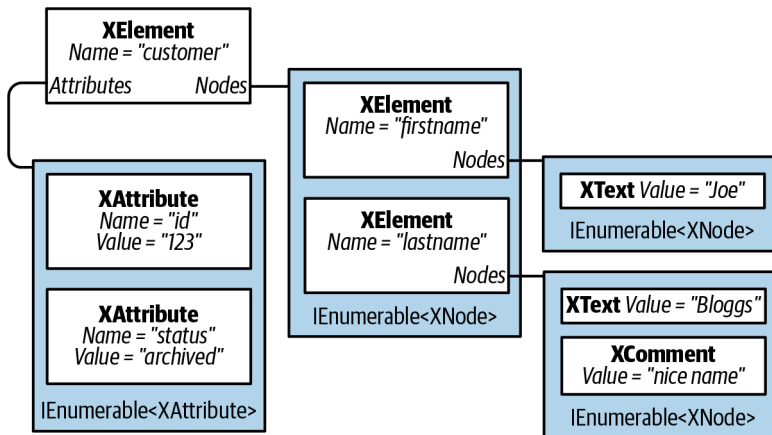 XElement
Name = "customer"
Attributes Nodes
XAttribute
Name = "id"
Value = "123"
XAttribute
Name = "status"
Value = "archived"
IEnumerable<XAttribute>
XElement
Name = "firstname"
Nodes
XElement
Name = "lastname"
Nodes
IEnumerable<XNode>
XText Value = "Joe"
IEnumerable<XNode>
XText Value = "Bloggs"
XComment
Value = "nice name"
IEnumerable<XNode>